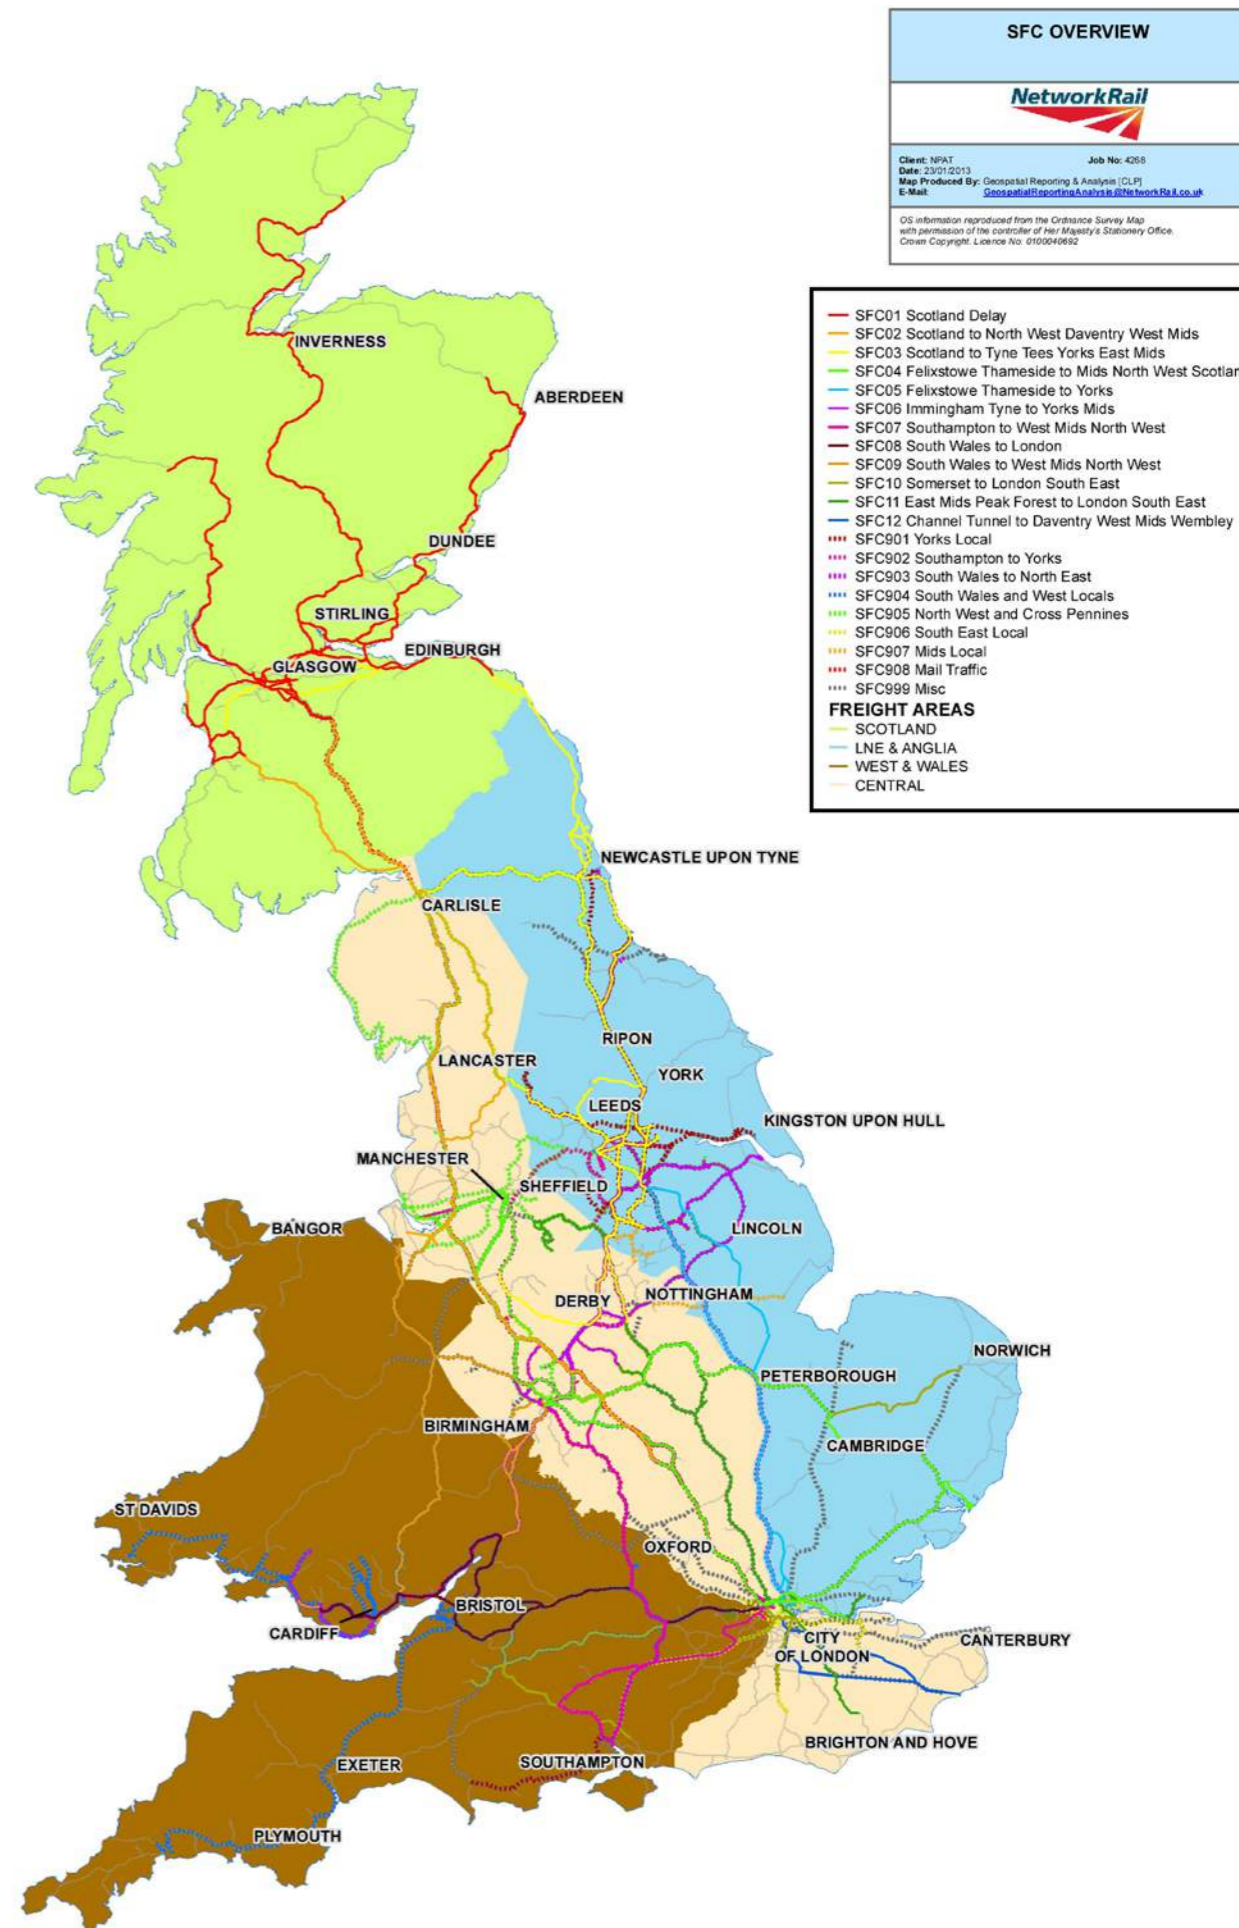 SFC OVERVIEW
NetworkRail
Client: NPAT Job No: 4268
Date: 23/01/2013
Map Produced By: Geospatial Reporting & Analysis [CLP]
E-Mail: GeospatialReportingAnalysis@NetworkRail.co.uk
OS information reproduced from the Ordnance Survey Map
with permission of the controller of Her Majesty's Stationery Office.
Crown Copyright. Licence No: 0100040692
SFC01 Scotland Delay
SFC02 Scotland to North West Daventry West Mids
SFC03 Scotland to Tyne Tees Yorks East Mids
SFC04 Felixstowe Thameside to Mids North West Scotlan
SFC05 Felixstowe Thameside to Yorks
SFC06 Immingham Tyne to Yorks Mids
SFC07 Southampton to West Mids North West
SFC08 South Wales to London
SFC09 South Wales to West Mids North West
SFC10 Somerset to London South East
SFC11 East Mids Peak Forest to London South East
SFC12 Channel Tunnel to Daventry West Mids Wembley
SFC901 Yorks Local
SFC902 Southampton to Yorks
SFC903 South Wales to North East
SFC904 South Wales and West Locals
SFC905 North West and Cross Pennines
SFC906 South East Local
SFC907 Mids Local
SFC908 Mail Traffic
SFC999 Misc
FREIGHT AREAS
SCOTLAND
LNE & ANGLIA
WEST & WALES
CENTRAL
INVERNESS
ABERDEEN
DUNDEE
STIRLING
EDINBURGH
GLASGOW
NEWCASTLE UPON TYNE
CARLISLE
RIPON
LANCASTER
YORK
LEEDS
KINGSTON UPON HULL
MANCHESTER
SHEFFIELD
BANGOR
LINCOLN
NOTTINGHAM
DERBY
NORWICH
PETERBOROUGH
BIRMINGHAM
CAMBRIDGE
ST DAVIDS
OXFORD
BRISTOL
CARDIFF
CITY
OF LONDON
CANTERBURY
BRIGHTON AND HOVE
SOUTHAMPTON
EXETER
PLYMOUTH